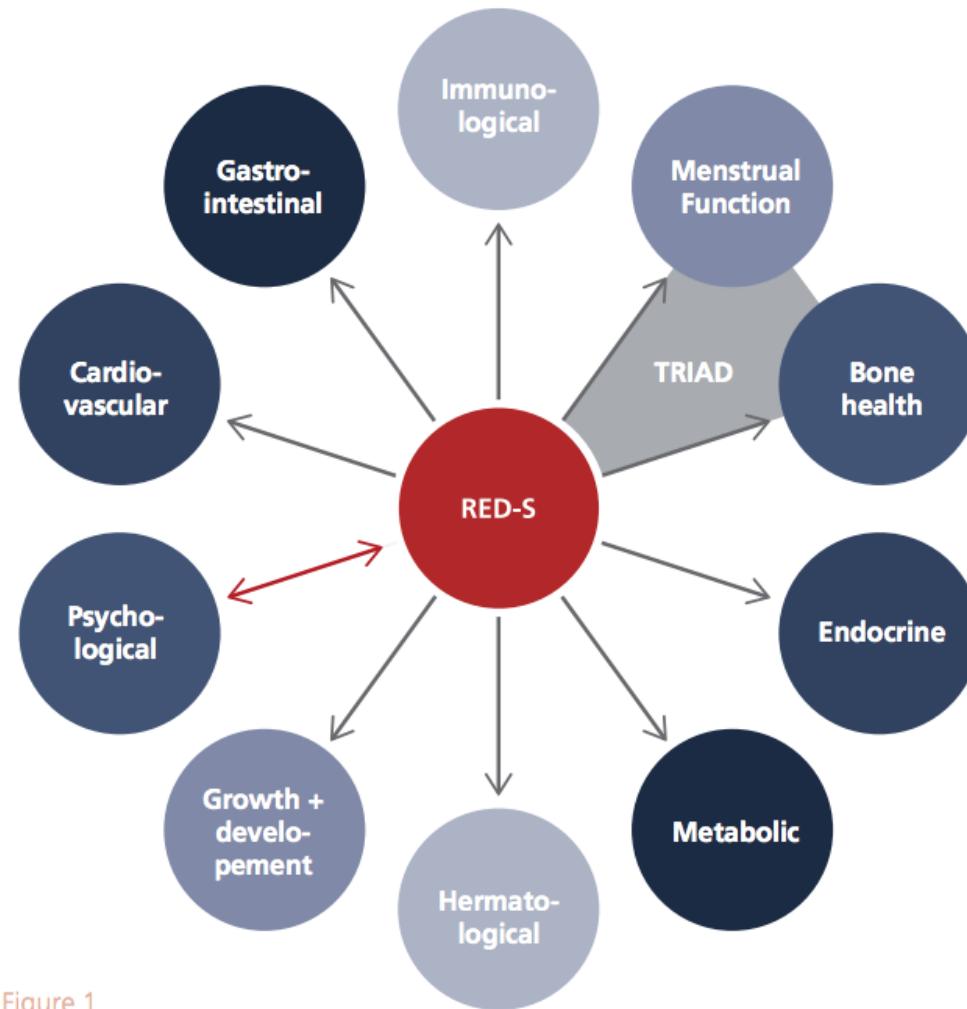 Immuno-
logical
Menstrual
Function
Gastro-
intestinal
TRIAD
Bone
health
Cardio-
vascular
RED-S
Endocrine
Psycho-
logical
Metabolic
Growth +
develo-
pement
Hermato-
logical
Figure 1